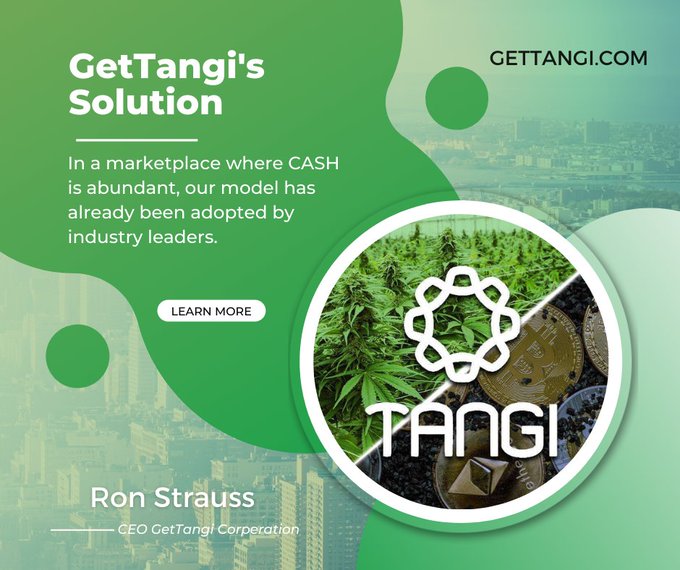 GetTangi's
Solution
GETTANGI.COM
In a marketplace where CASH
is abundant, our model has
already been adopted by
industry leaders.
LEARN MORE
TANGI
Ron Strauss
CEO GetTangi Corperation